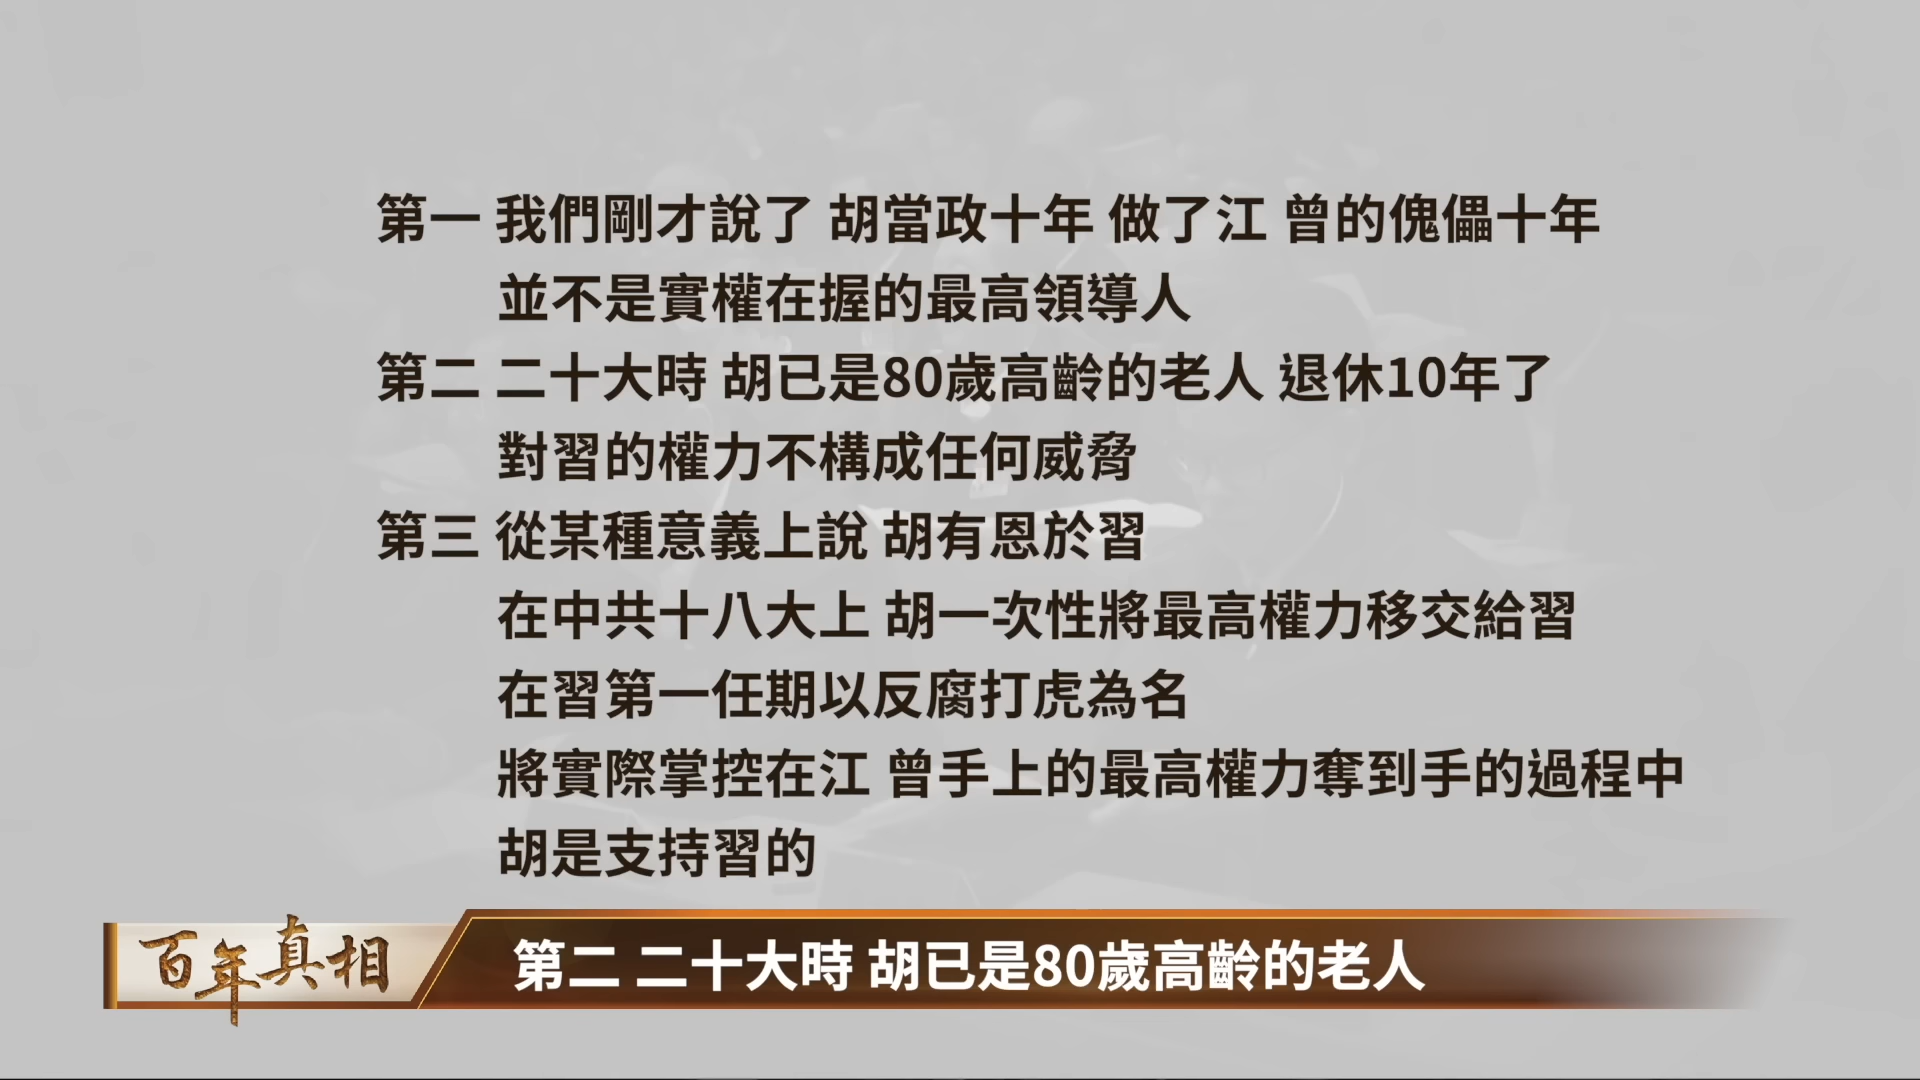 第一 我們剛才說了 胡當政十年 做了江 曾的傀儡十年
並不是實權在握的最高領導人
第二 二十大時 胡已是80歲高齡的老人 退休10年了
對習的權力不構成任何威脅
第三 從某種意義上說 胡有恩於習
在中共十八大上 胡一次性將最高權力移交給習
在習第一任期以反腐打虎為名
將實際掌控在江 曾手上的最高權力奪到手的過程中
胡是支持習的
百年真相
第二 二十大時 胡已是80歲高齡的老人